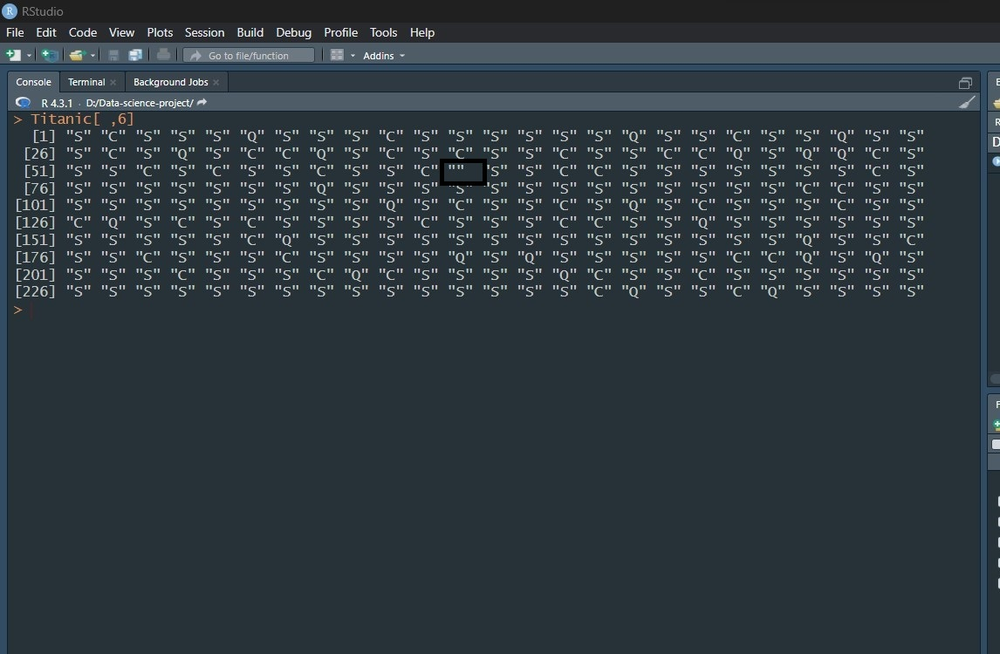 RStudio
File Edit Code View Plots Session Build Debug Profile Tools Help
Go to file/function Addins
Console Terminal Background Jobs
R 4.3.1 · D:/Data-science-project/
> Titanic[ ,6]
[1] "S" "C" "S" "S" "S" "Q" "S" "S" "S" "C" "S" "S" "S" "S" "S" "S" "Q" "S" "S" "C" "S" "S" "Q" "S" "S"
[26] "S" "C" "S" "Q" "S" "C" "C" "Q" "S" "C" "S" "C" "S" "S" "C" "S" "S" "C" "C" "Q" "S" "Q" "Q" "C" "S"
[51] "S" "S" "C" "S" "C" "S" "S" "C" "S" "S" "C" "" "S" "S" "C" "C" "S" "S" "S" "S" "S" "S" "S" "C" "S"
[76] "S" "S" "S" "S" "S" "S" "S" "Q" "S" "S" "S" "S" "S" "S" "S" "S" "S" "S" "S" "S" "S" "C" "C" "S" "S"
[101] "S" "S" "S" "S" "S" "S" "S" "S" "S" "Q" "S" "C" "S" "S" "C" "S" "Q" "S" "C" "S" "S" "S" "C" "S" "S"
[126] "C" "Q" "S" "C" "S" "C" "S" "S" "S" "S" "C" "S" "S" "S" "C" "C" "S" "S" "Q" "S" "S" "S" "S" "S" "S"
[151] "S" "S" "S" "S" "S" "C" "Q" "S" "S" "S" "S" "S" "S" "S" "S" "S" "S" "S" "S" "S" "S" "Q" "S" "S" "C"
[176] "S" "S" "C" "S" "S" "S" "C" "S" "S" "S" "S" "Q" "S" "Q" "S" "S" "S" "S" "S" "C" "C" "Q" "S" "Q" "S"
[201] "S" "S" "S" "C" "S" "S" "S" "C" "Q" "C" "S" "S" "S" "S" "Q" "C" "S" "S" "C" "S" "S" "S" "S" "S" "S"
[226] "S" "S" "S" "S" "S" "S" "S" "S" "S" "S" "S" "S" "S" "S" "S" "C" "Q" "S" "S" "C" "Q" "S" "S" "S" "S"
>